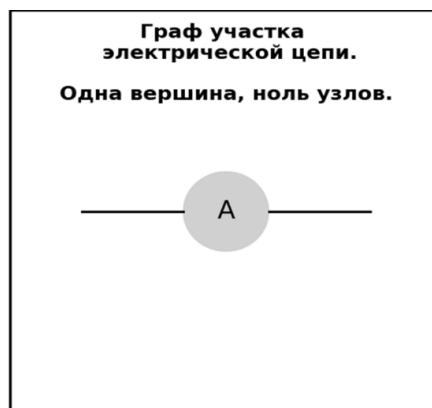 Граф участка
электрической цепи.
Одна вершина, ноль узлов.
A